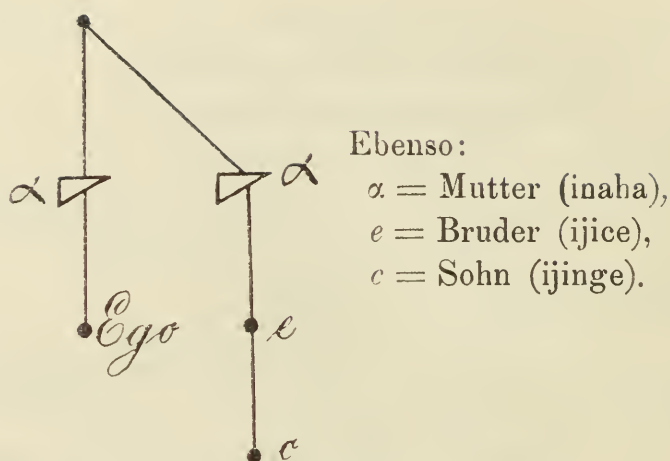 α α
Ebenso:
α = Mutter (inaha),
e = Bruder (ijice),
c = Sohn (ijinge).
Ego e
c